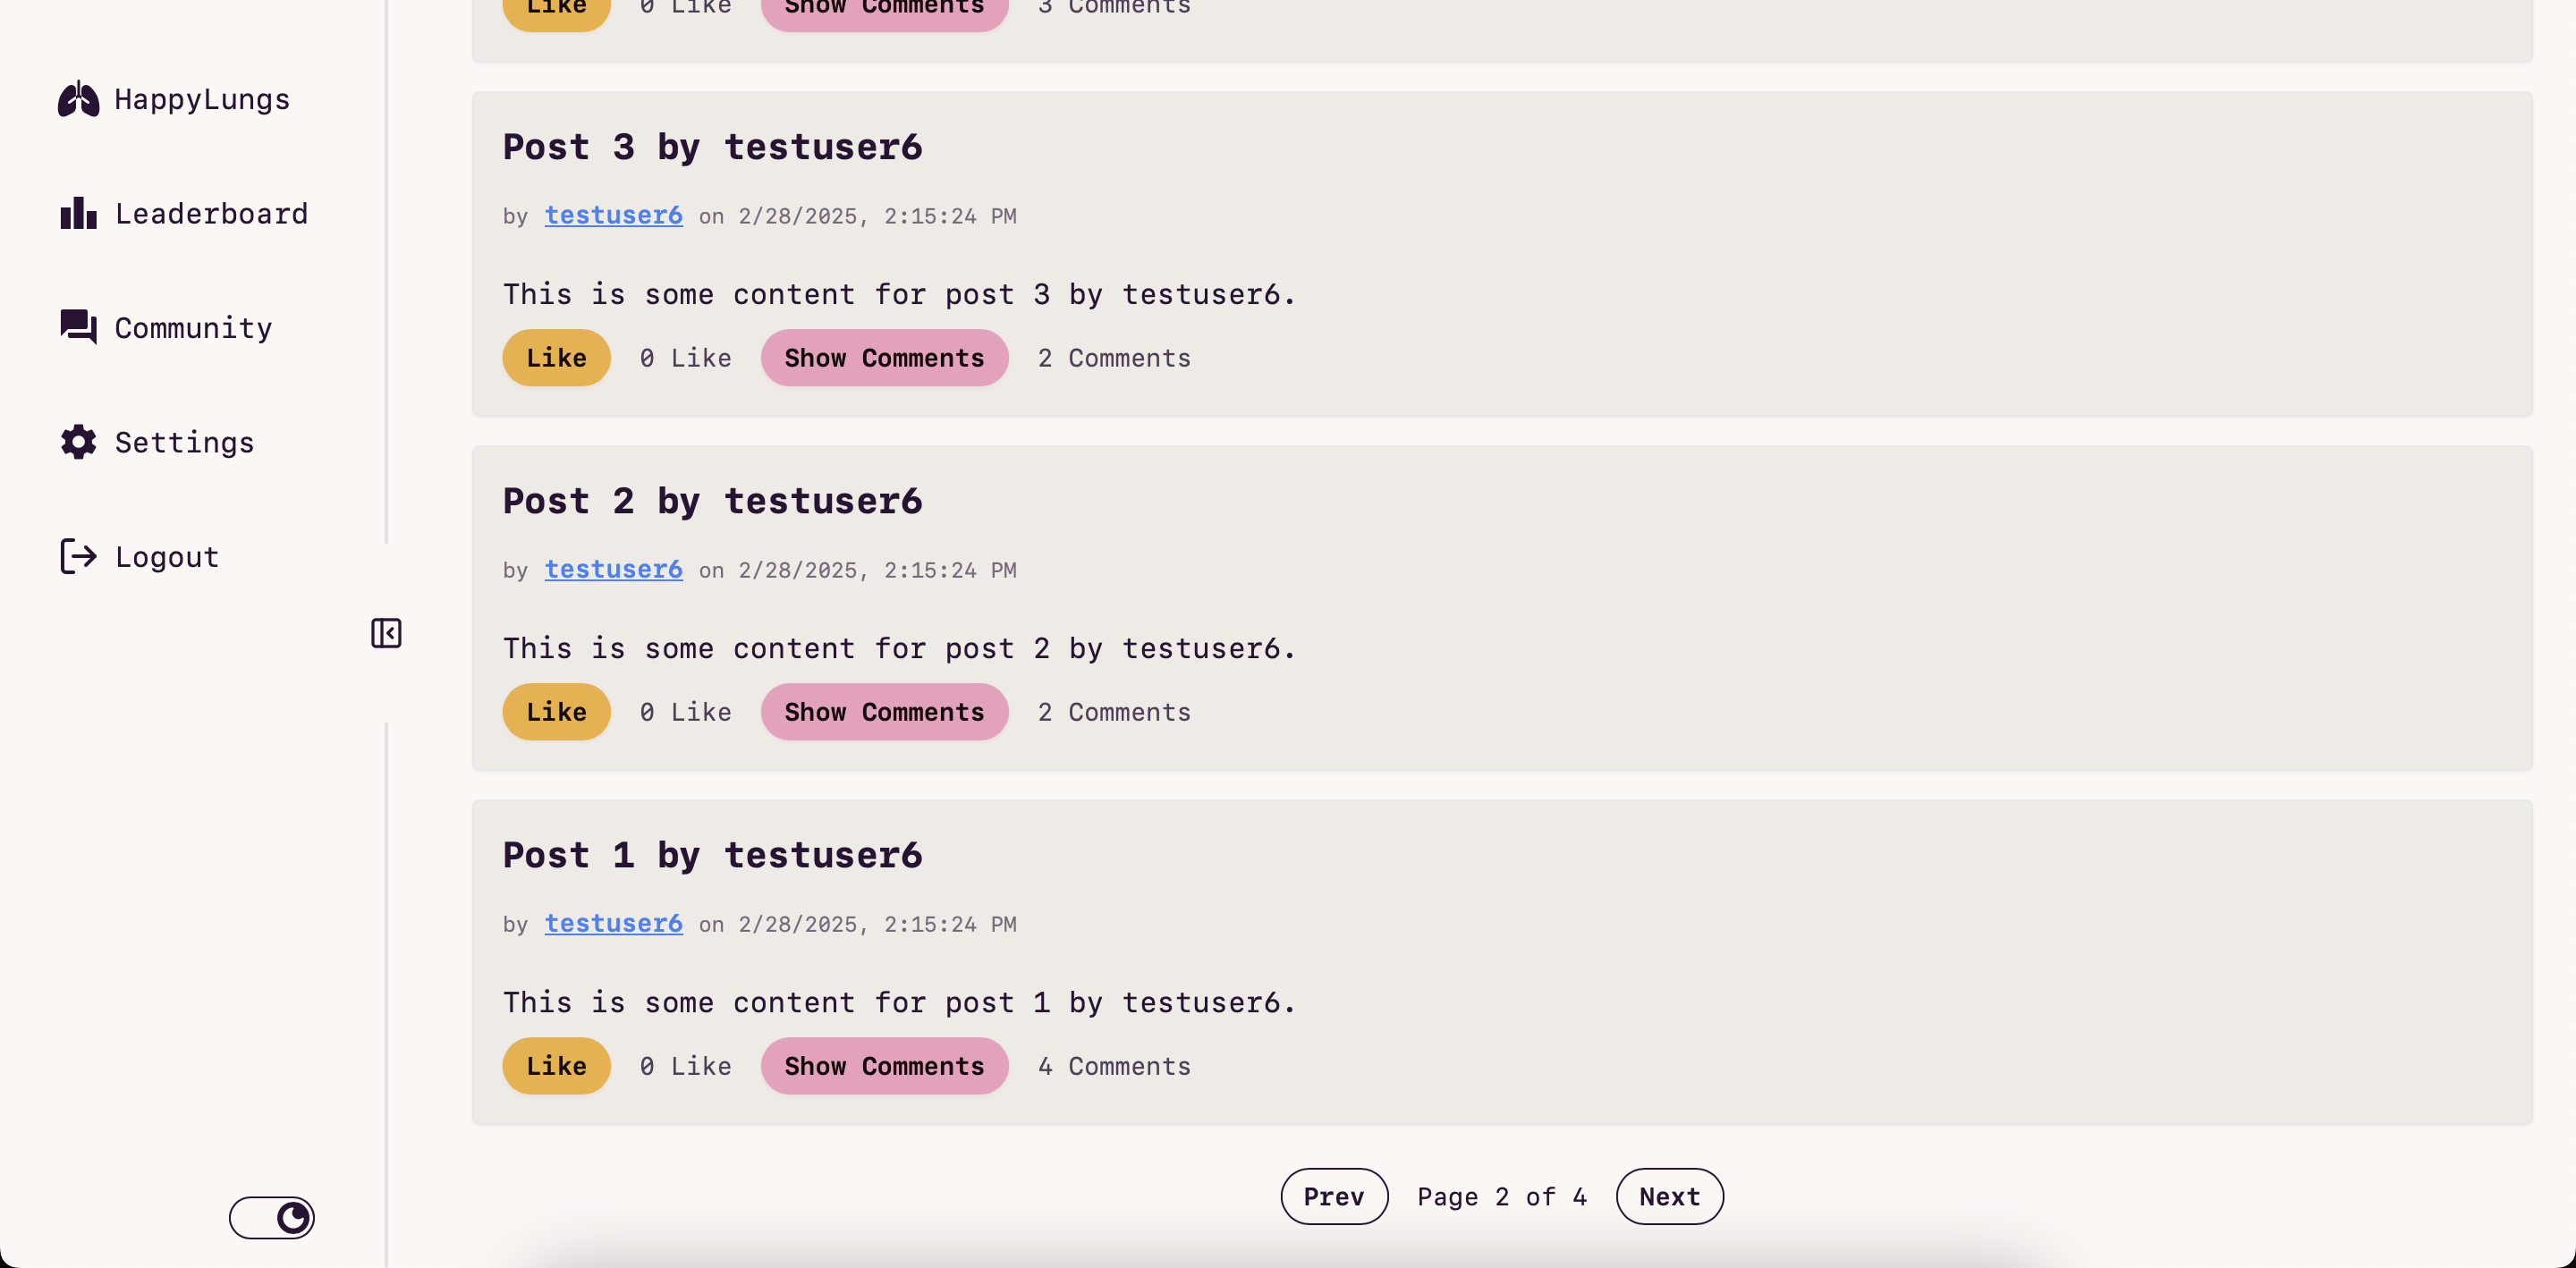 Like 0 Like Show Comments 3 Comments
HappyLungs
Leaderboard
Community
Settings
Logout
Post 3 by testuser6
by testuser6 on 2/28/2025, 2:15:24 PM
This is some content for post 3 by testuser6.
Like 0 Like Show Comments 2 Comments
Post 2 by testuser6
by testuser6 on 2/28/2025, 2:15:24 PM
This is some content for post 2 by testuser6.
Like 0 Like Show Comments 2 Comments
Post 1 by testuser6
by testuser6 on 2/28/2025, 2:15:24 PM
This is some content for post 1 by testuser6.
Like 0 Like Show Comments 4 Comments
Prev Page 2 of 4 Next